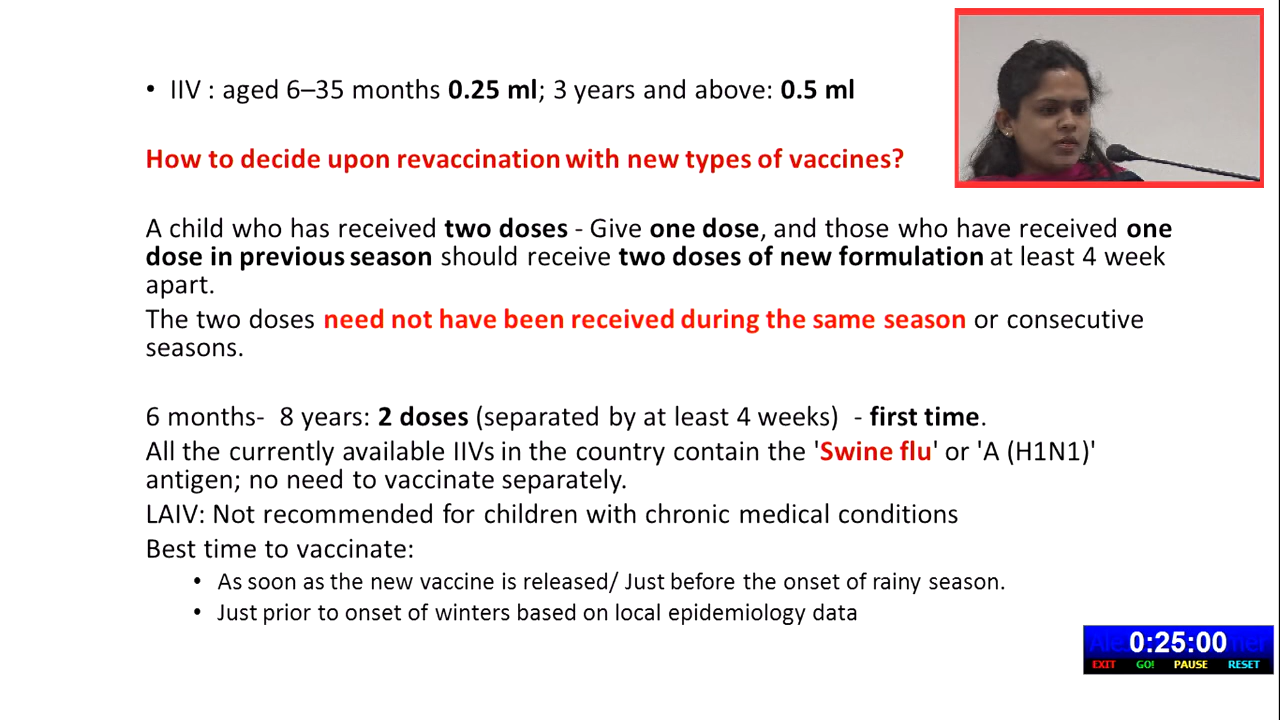 • IIV : aged 6–35 months 0.25 ml; 3 years and above: 0.5 ml
How to decide upon revaccination with new types of vaccines?
A child who has received two doses - Give one dose, and those who have received one
dose in previous season should receive two doses of new formulation at least 4 week
apart.
The two doses need not have been received during the same season or consecutive
seasons.
6 months-  8 years: 2 doses (separated by at least 4 weeks)  - first time.
All the currently available IIVs in the country contain the 'Swine flu' or 'A (H1N1)'
antigen; no need to vaccinate separately.
LAIV: Not recommended for children with chronic medical conditions
Best time to vaccinate:
• As soon as the new vaccine is released/ Just before the onset of rainy season.
• Just prior to onset of winters based on local epidemiology data
0:25:00
EXIT GO! PAUSE RESET